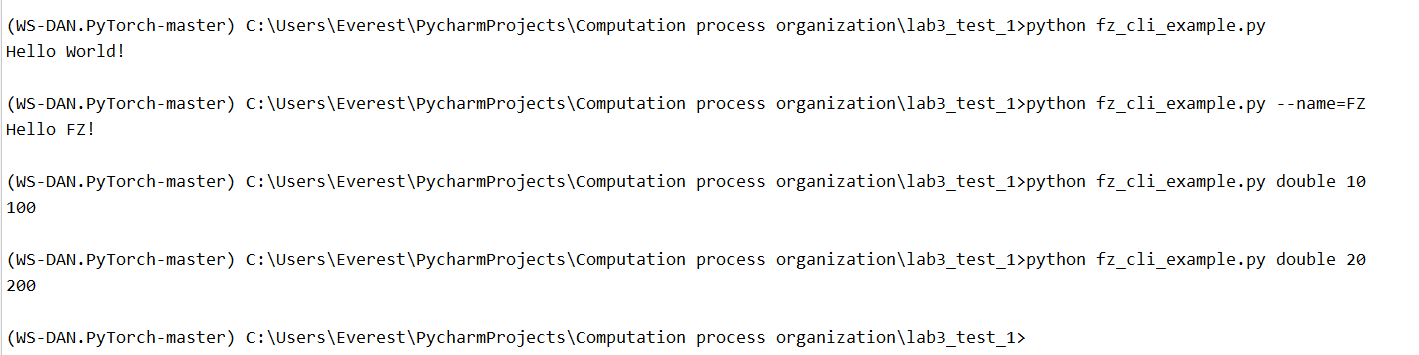 (WS-DAN.PyTorch-master) C:\Users\Everest\PycharmProjects\Computation process organization\lab3_test_1>python fz_cli_example.py
Hello World!
(WS-DAN.PyTorch-master) C:\Users\Everest\PycharmProjects\Computation process organization\lab3_test_1>python fz_cli_example.py --name=FZ
Hello FZ!
(WS-DAN.PyTorch-master) C:\Users\Everest\PycharmProjects\Computation process organization\lab3_test_1>python fz_cli_example.py double 10
100
(WS-DAN.PyTorch-master) C:\Users\Everest\PycharmProjects\Computation process organization\lab3_test_1>python fz_cli_example.py double 20
200
(WS-DAN.PyTorch-master) C:\Users\Everest\PycharmProjects\Computation process organization\lab3_test_1>